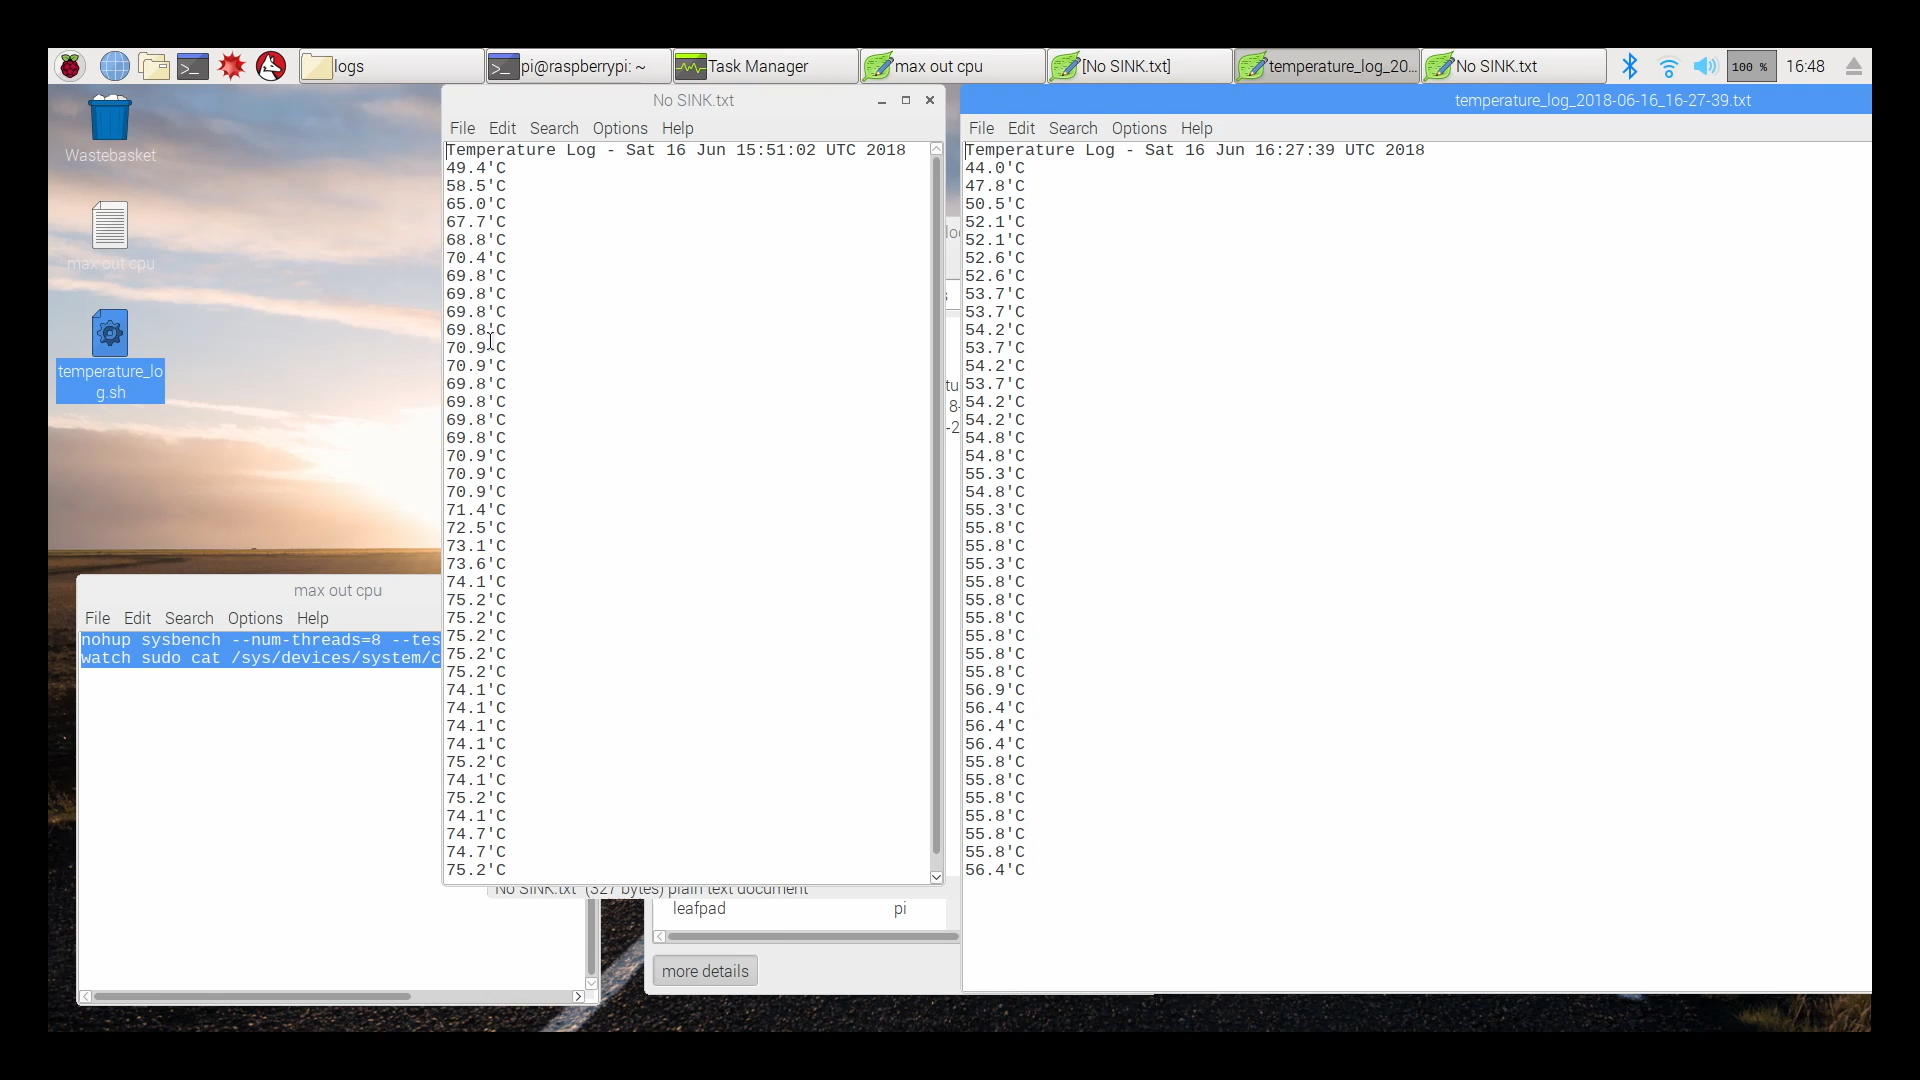 logs
pi@raspberrypi: ~
Task Manager
max out cpu
[No SINK.txt]
temperature_log_20...
No SINK.txt
100 %
16:48
Wastebasket
max out cpu
temperature_lo
g.sh
No SINK.txt
File Edit Search Options Help
Temperature Log - Sat 16 Jun 15:51:02 UTC 2018
49.4'C
58.5'C
65.0'C
67.7'C
68.8'C
70.4'C
69.8'C
69.8'C
69.8'C
69.8'C
70.9'C
70.9'C
69.8'C
69.8'C
69.8'C
69.8'C
70.9'C
70.9'C
70.9'C
71.4'C
72.5'C
73.1'C
73.6'C
74.1'C
75.2'C
75.2'C
75.2'C
75.2'C
75.2'C
74.1'C
74.1'C
74.1'C
74.1'C
75.2'C
74.1'C
75.2'C
74.1'C
74.7'C
74.7'C
75.2'C
temperature_log_2018-06-16_16-27-39.txt
File Edit Search Options Help
Temperature Log - Sat 16 Jun 16:27:39 UTC 2018
44.0'C
47.8'C
50.5'C
52.1'C
52.1'C
52.6'C
52.6'C
53.7'C
53.7'C
54.2'C
53.7'C
54.2'C
53.7'C
54.2'C
54.2'C
54.8'C
54.8'C
55.3'C
54.8'C
55.3'C
55.8'C
55.8'C
55.3'C
55.8'C
55.8'C
55.8'C
55.8'C
55.8'C
55.8'C
56.9'C
56.4'C
56.4'C
56.4'C
55.8'C
55.8'C
55.8'C
55.8'C
55.8'C
55.8'C
56.4'C
max out cpu
File Edit Search Options Help
nohup sysbench --num-threads=8 --tes
watch sudo cat /sys/devices/system/c
No SINK.txt (327 bytes) plain text document
leafpad pi
more details